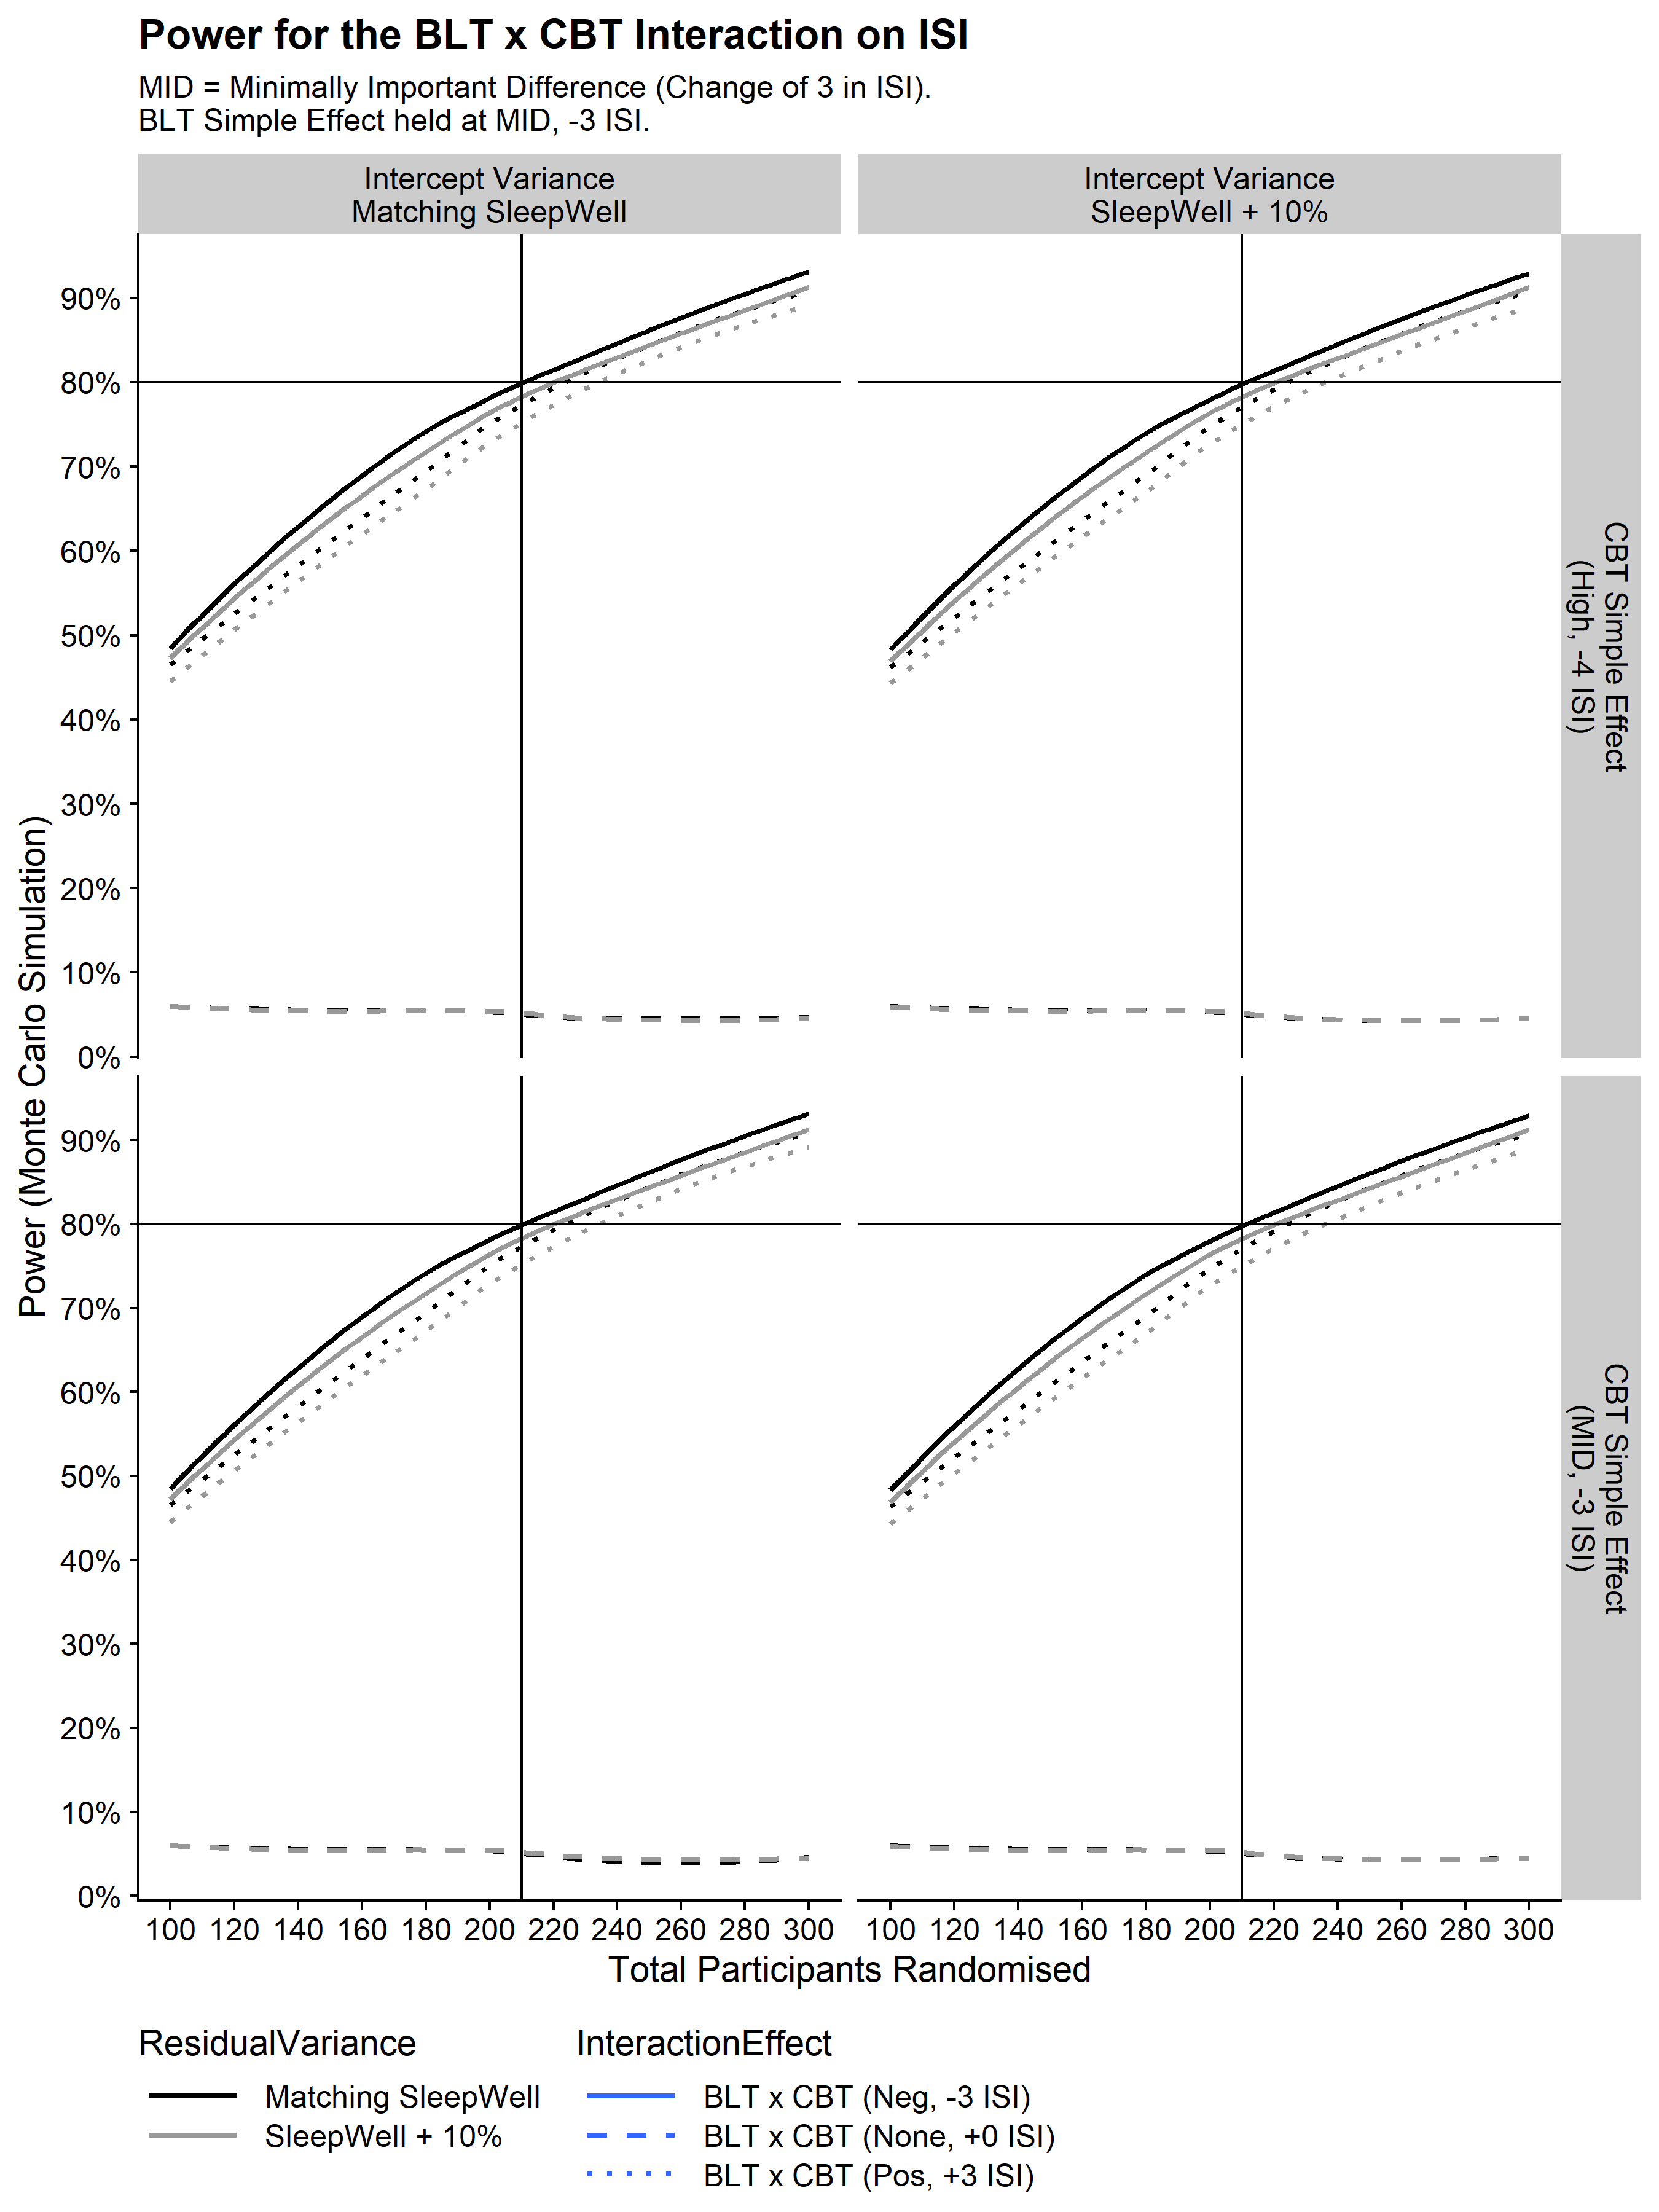 Power for the BLT x CBT Interaction on ISI
MID = Minimally Important Difference (Change of 3 in ISI).
BLT Simple Effect held at MID, -3 ISI.
Intercept Variance
Matching SleepWell
Intercept Variance
SleepWell + 10%
90%
80%
70%
60%
50%
40%
30%
20%
10%
0%
CBT Simple Effect
(High, -4 ISI)
Power (Monte Carlo Simulation)
90%
80%
70%
60%
50%
40%
30%
20%
10%
0%
CBT Simple Effect
(MID, -3 ISI)
100 120 140 160 180 200 220 240 260 280 300
100 120 140 160 180 200 220 240 260 280 300
Total Participants Randomised
ResidualVariance
Matching SleepWell
SleepWell + 10%
InteractionEffect
BLT x CBT (Neg, -3 ISI)
BLT x CBT (None, +0 ISI)
BLT x CBT (Pos, +3 ISI)